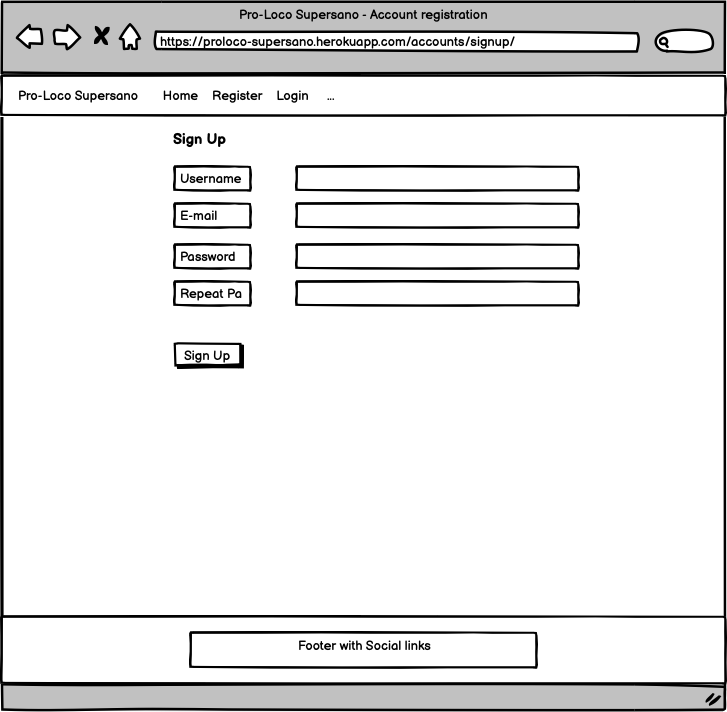 Pro-Loco Supersano - Account registration
https://proloco-supersano.herokuapp.com/accounts/signup/
Pro-Loco Supersano Home Register Login ...
Sign Up
Username
E-mail
Password
Repeat Pa
Sign Up
Footer with Social links